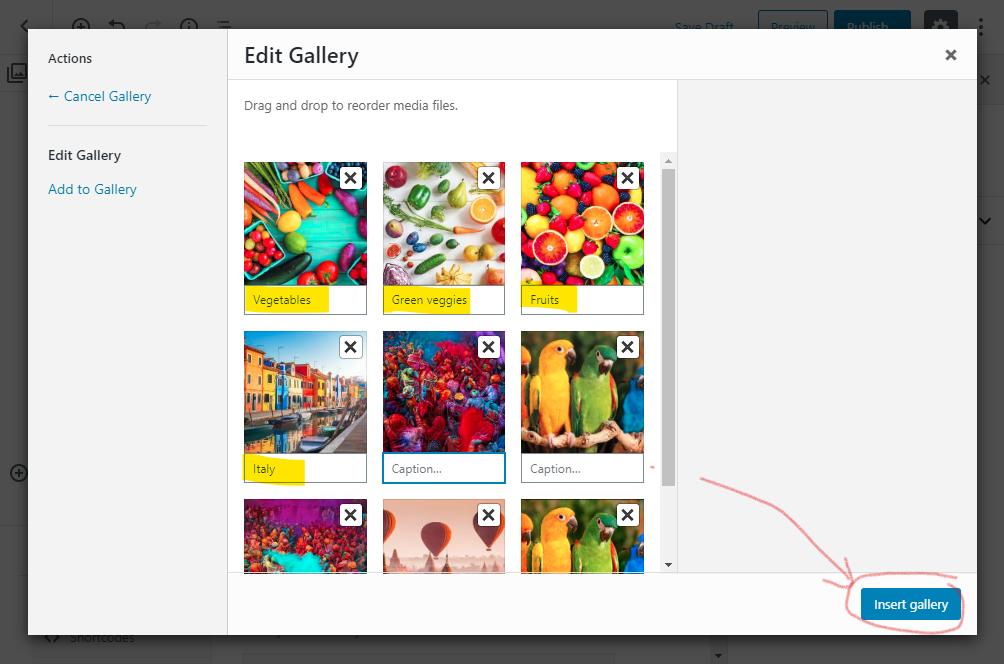 Save Draft
Preview
Publish...
Actions
Edit Gallery
← Cancel Gallery
Drag and drop to reorder media files.
Edit Gallery
Add to Gallery
Vegetables
Green veggies
Fruits
Italy
Caption...
Caption...
Insert gallery
Shortcodes